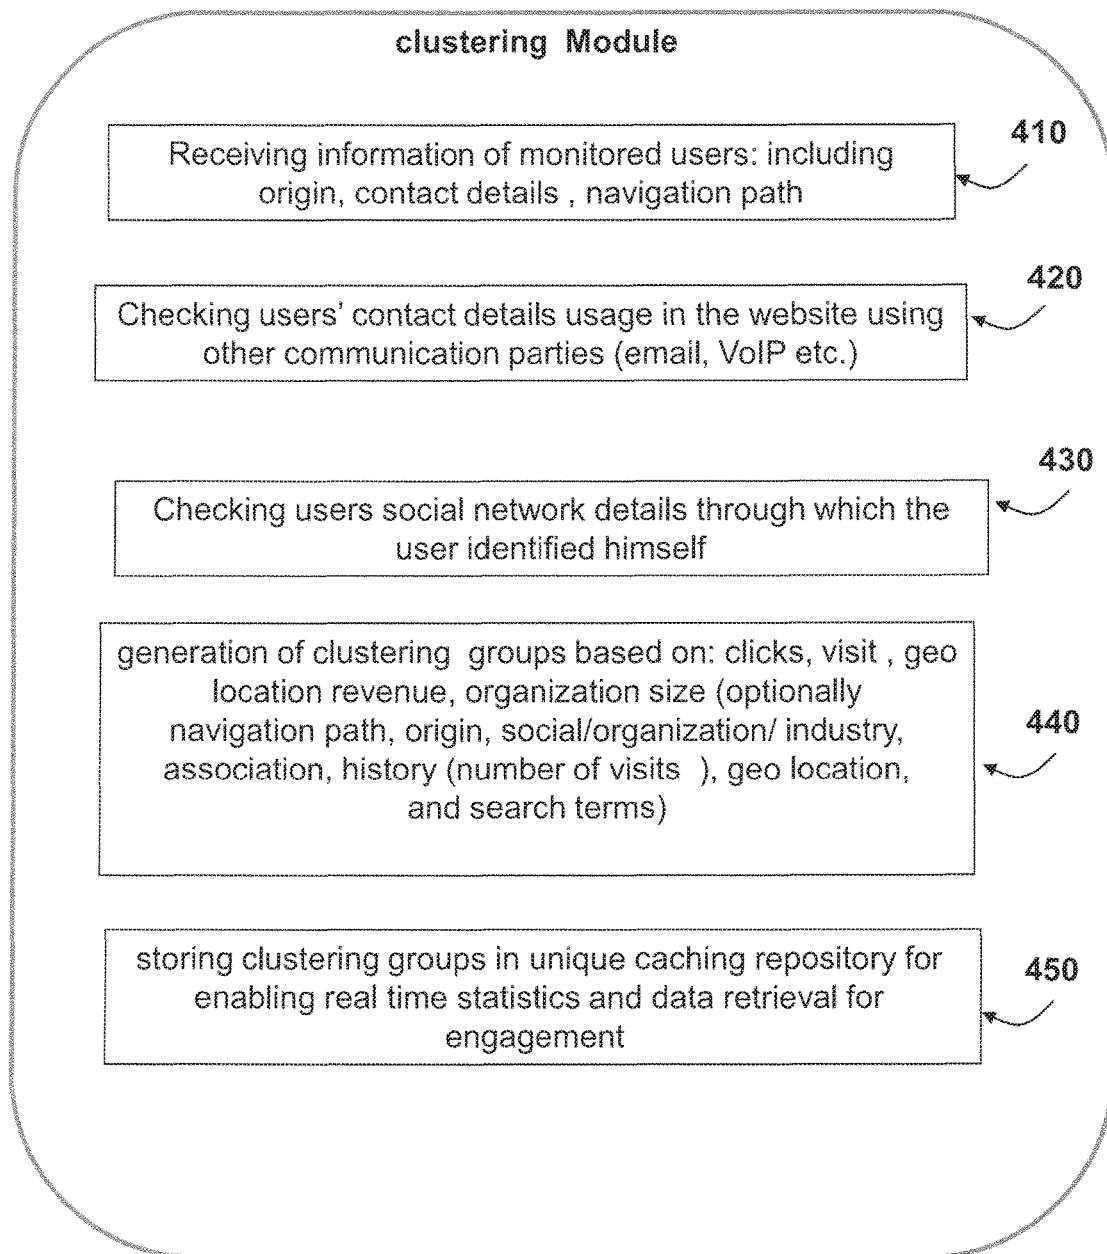 clustering Module
410
Receiving information of monitored users: including
origin, contact details , navigation path
420
Checking users' contact details usage in the website using
other communication parties (email, VoIP etc.)
430
Checking users social network details through which the
user identified himself
generation of clustering groups based on: clicks, visit , geo
location revenue, organization size (optionally
navigation path, origin, social/organization/ industry,
association, history (number of visits ), geo location,
and search terms)
440
storing clustering groups in unique caching repository for
enabling real time statistics and data retrieval for
engagement
450